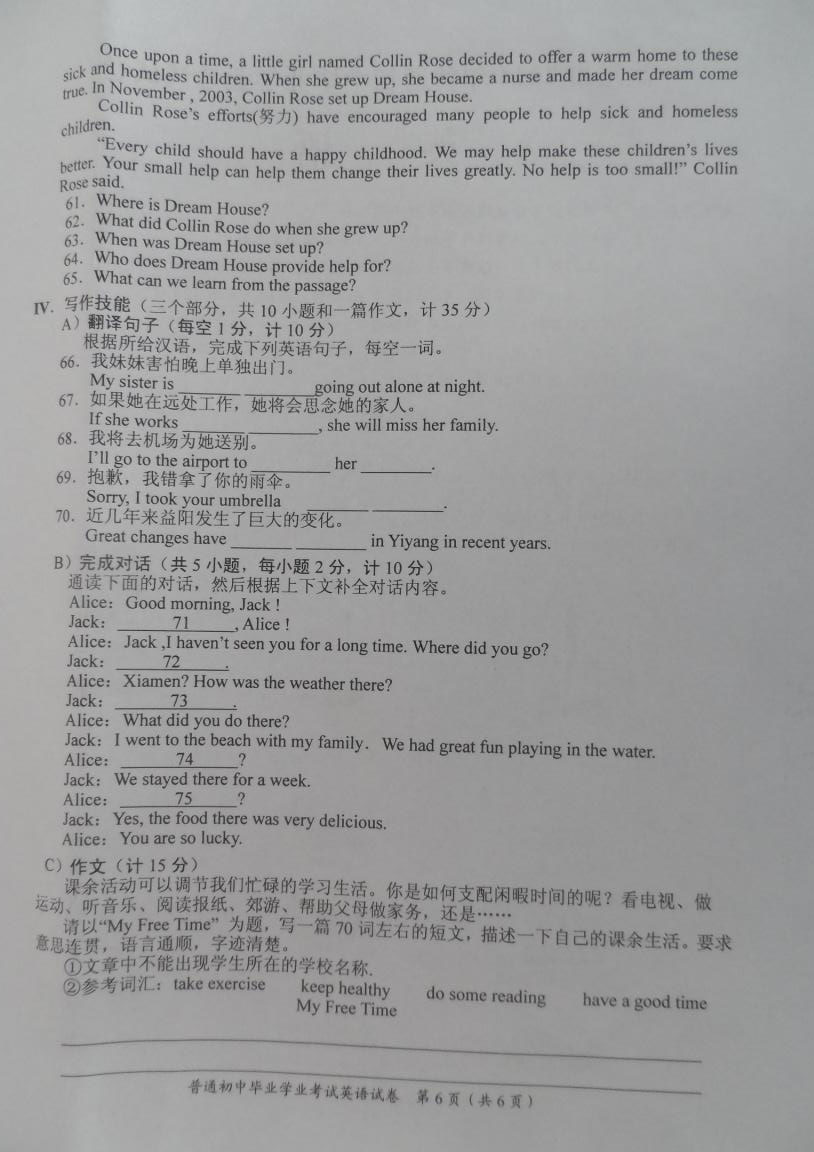 Once upon a time, a little girl named Collin Rose decided to offer a warm home to these
sick and homeless children. When she grew up, she became a nurse and made her dream come
true. In November , 2003, Collin Rose set up Dream House.
Collin Rose's efforts(努力) have encouraged many people to help sick and homeless
children.
“Every child should have a happy childhood. We may help make these children's lives
better. Your small help can help them change their lives greatly. No help is too small!” Collin
Rose said.
61. Where is Dream House?
62. What did Collin Rose do when she grew up?
63. When was Dream House set up?
64. Who does Dream House provide help for?
65. What can we learn from the passage?
IV. 写作技能（三个部分，共 10 小题和一篇作文，计 35 分）
A）翻译句子（每空 1 分，计 10 分）
根据所给汉语，完成下列英语句子，每空一词。
66. 我妹妹害怕晚上单独出门。
My sister is ______ ______going out alone at night.
67. 如果她在远处工作，她将会思念她的家人。
If she works ______ ______, she will miss her family.
68. 我将去机场为她送别。
I'll go to the airport to ______ her ______.
69. 抱歉，我错拿了你的雨伞。
Sorry, I took your umbrella ______ ______.
70. 近几年来益阳发生了巨大的变化。
Great changes have ______ ______ in Yiyang in recent years.
B）完成对话（共 5 小题，每小题 2 分，计 10 分）
通读下面的对话，然后根据上下文补全对话内容。
Alice: Good morning, Jack !
Jack: ___71___, Alice !
Alice: Jack ,I haven't seen you for a long time. Where did you go?
Jack: ___72___.
Alice: Xiamen? How was the weather there?
Jack: ___73___.
Alice: What did you do there?
Jack: I went to the beach with my family. We had great fun playing in the water.
Alice: ___74___?
Jack: We stayed there for a week.
Alice: ___75___?
Jack: Yes, the food there was very delicious.
Alice: You are so lucky.
C）作文（计 15 分）
课余活动可以调节我们忙碌的学习生活。你是如何支配闲暇时间的呢？看电视、做
运动、听音乐、阅读报纸、郊游、帮助父母做家务，还是……
请以“My Free Time”为题，写一篇 70 词左右的短文，描述一下自己的课余生活。要求
意思连贯，语言通顺，字迹清楚。
①文章中不能出现学生所在的学校名称.
②参考词汇：take exercise keep healthy do some reading have a good time
My Free Time
普通初中毕业学业考试英语试卷 第 6 页（共 6 页）